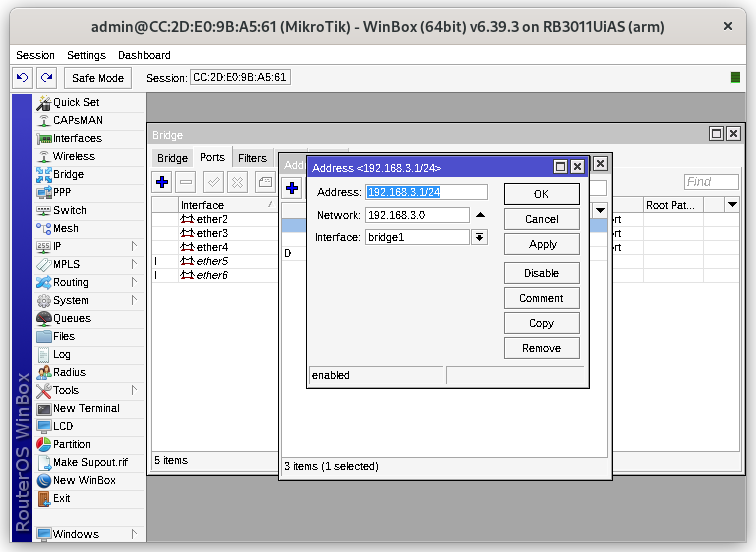 admin@CC:2D:E0:9B:A5:61 (MikroTik) - WinBox (64bit) v6.39.3 on RB3011UiAS (arm)
Session Settings Dashboard
Safe Mode Session: CC:2D:E0:9B:A5:61
RouterOS WinBox
Quick Set
CAPsMAN
Interfaces
Wireless
Bridge
PPP
Switch
Mesh
IP
MPLS
Routing
System
Queues
Files
Log
Radius
Tools
New Terminal
LCD
Partition
Make Supout.rif
New WinBox
Exit
Windows
Bridge
Bridge Ports Filters
Find
Interface
Root Pat...
ether2
ether3
ether4
I ether5
I ether6
5 items
D
3 items (1 selected)
Address <192.168.3.1/24>
Address: 192.168.3.1/24
Network: 192.168.3.0
Interface: bridge1
OK
Cancel
Apply
Disable
Comment
Copy
Remove
enabled